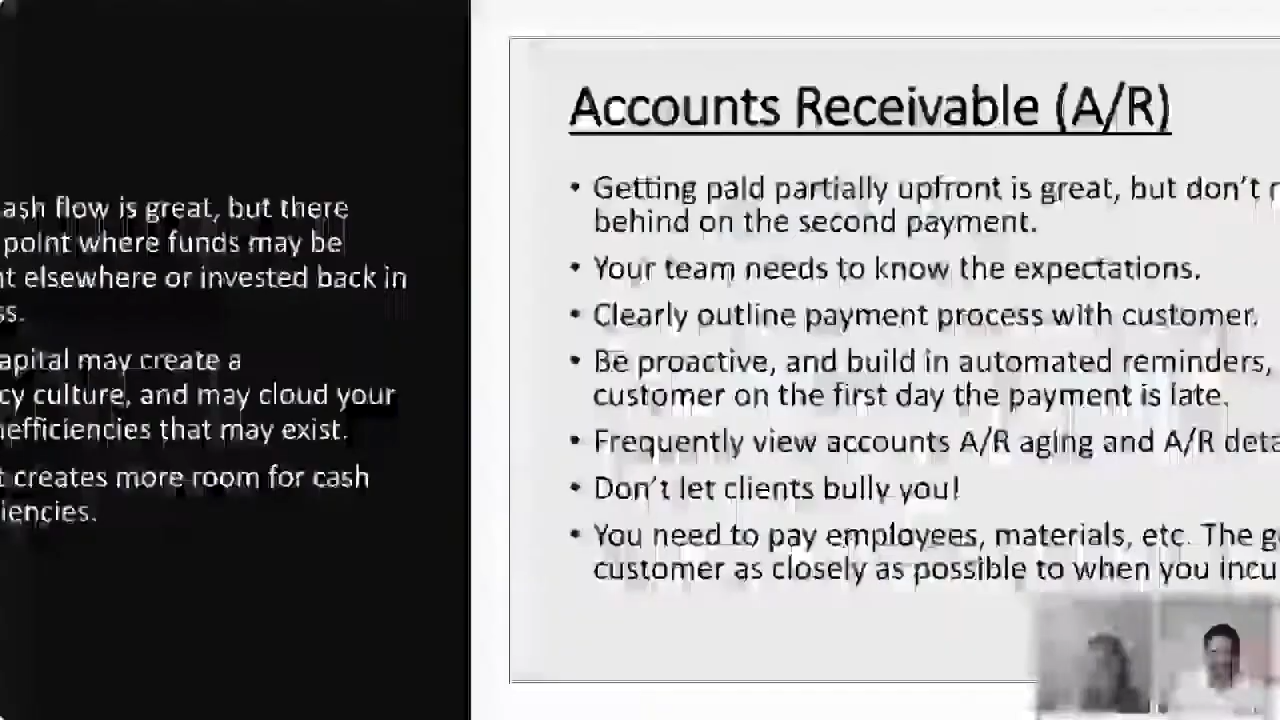 ash flow is great, but there
point where funds may be
nt elsewhere or invested back in
ss.
apital may create a
cy culture, and may cloud your
nefficiencies that may exist.
t creates more room for cash
iencies.
Accounts Receivable (A/R)
• Getting paid partially upfront is great, but don't
behind on the second payment.
• Your team needs to know the expectations.
• Clearly outline payment process with customer.
• Be proactive, and build in automated reminders,
customer on the first day the payment is late.
• Frequently view accounts A/R aging and A/R deta
• Don't let clients bully you!
• You need to pay employees, materials, etc. The g
customer as closely as possible to when you incu